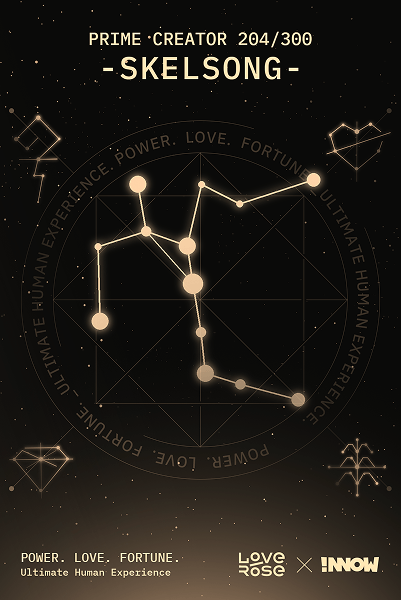 PRIME·CREATOR 204/300
-SKELSONG-
POWER. LOVE. FORTUNE. ULTIMATE HUMAN EXPERIENCE.
POWER. LOVE. FORTUNE - ULTIMATE HUMAN EXPERIENCE.
POWER. LOVE. FORTUNE.
Ultimate Human Experience
LOVE
ROSE
×
!NNOW